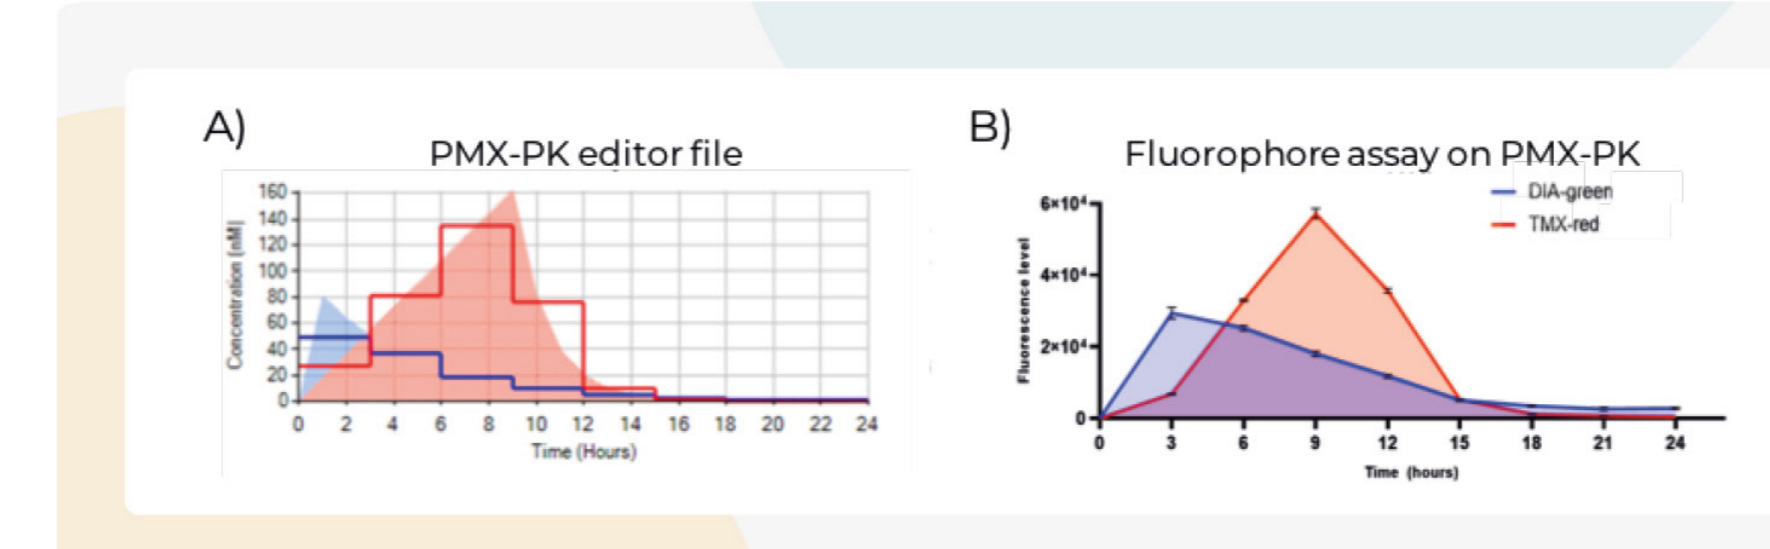 A)
PMX-PK editor file
160
140
120
100
80
60
40
20
0
Concentration [nM]
0 2 4 6 8 10 12 14 16 18 20 22 24
Time (Hours)
B)
Fluorophore assay on PMX-PK
DIA-green
TMX-red
6×10⁴
4×10⁴
2×10⁴
0
Fluorescence level
0 3 6 9 12 15 18 21 24
Time (hours)